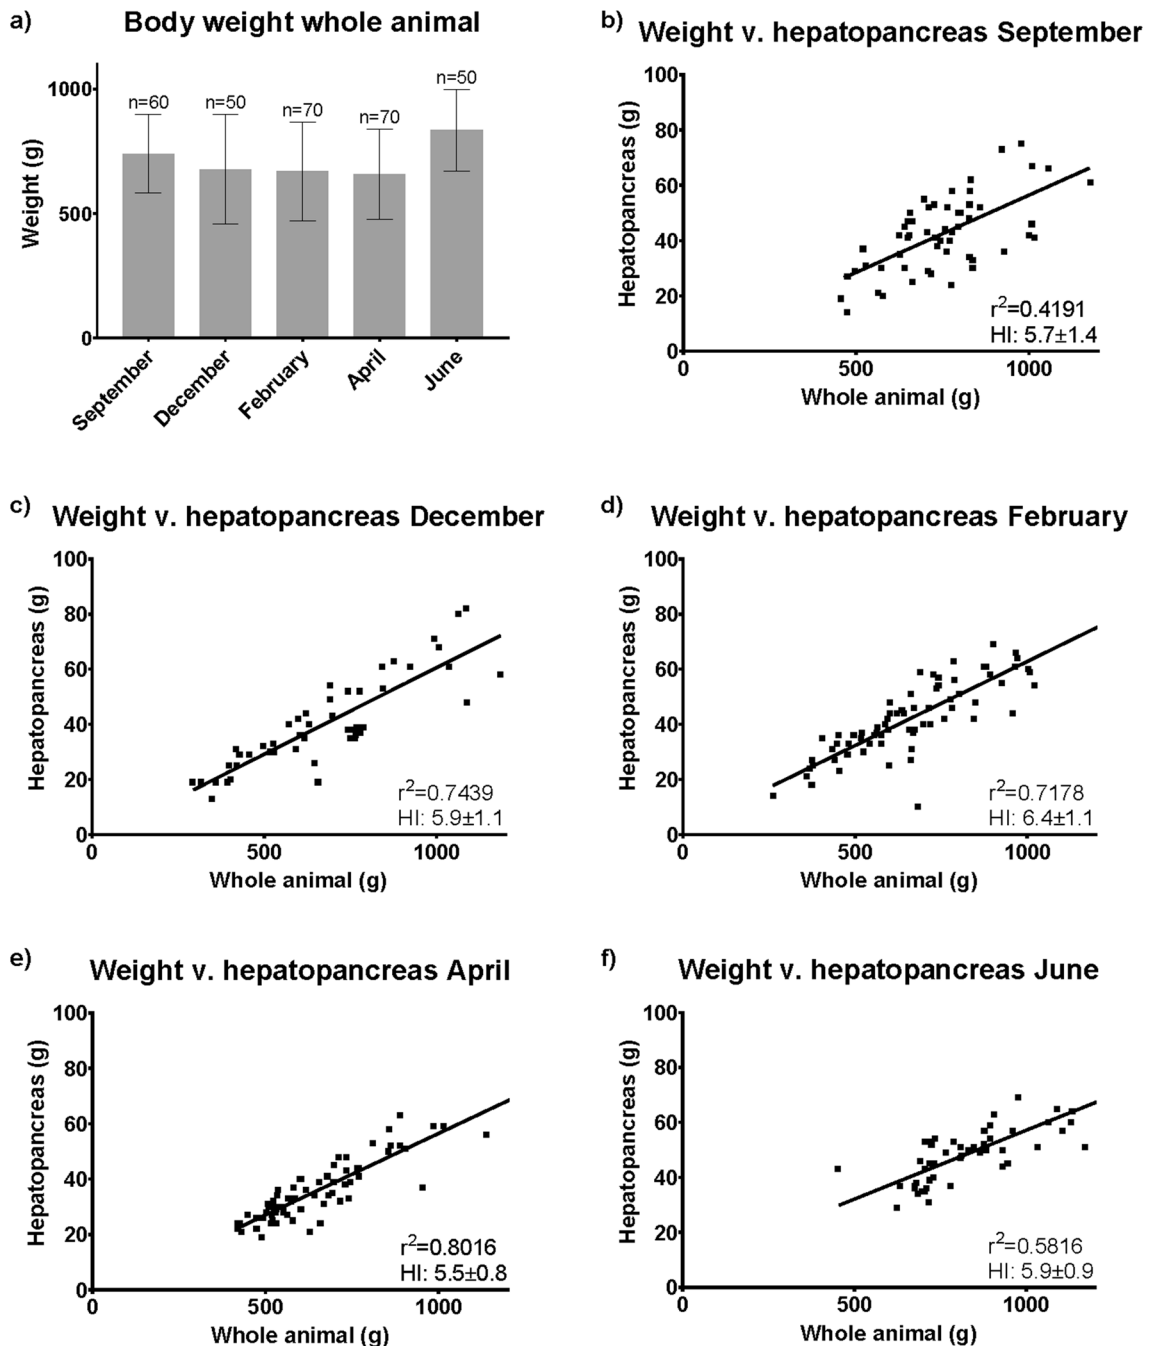 a)
Body weight whole animal
Weight (g)
1000
500
0
n=60
n=50
n=70
n=70
n=50
September
December
February
April
June
b)
Weight v. hepatopancreas September
Hepatopancreas (g)
100
80
60
40
20
0
r²=0.4191
HI: 5.7±1.4
0
500
1000
Whole animal (g)
c)
Weight v. hepatopancreas December
Hepatopancreas (g)
100
80
60
40
20
0
r²=0.7439
HI: 5.9±1.1
0
500
1000
Whole animal (g)
d)
Weight v. hepatopancreas February
Hepatopancreas (g)
100
80
60
40
20
0
r²=0.7178
HI: 6.4±1.1
0
500
1000
Whole animal (g)
e)
Weight v. hepatopancreas April
Hepatopancreas (g)
100
80
60
40
20
0
r²=0.8016
HI: 5.5±0.8
0
500
1000
Whole animal (g)
f)
Weight v. hepatopancreas June
Hepatopancreas (g)
100
80
60
40
20
0
r²=0.5816
HI: 5.9±0.9
0
500
1000
Whole animal (g)